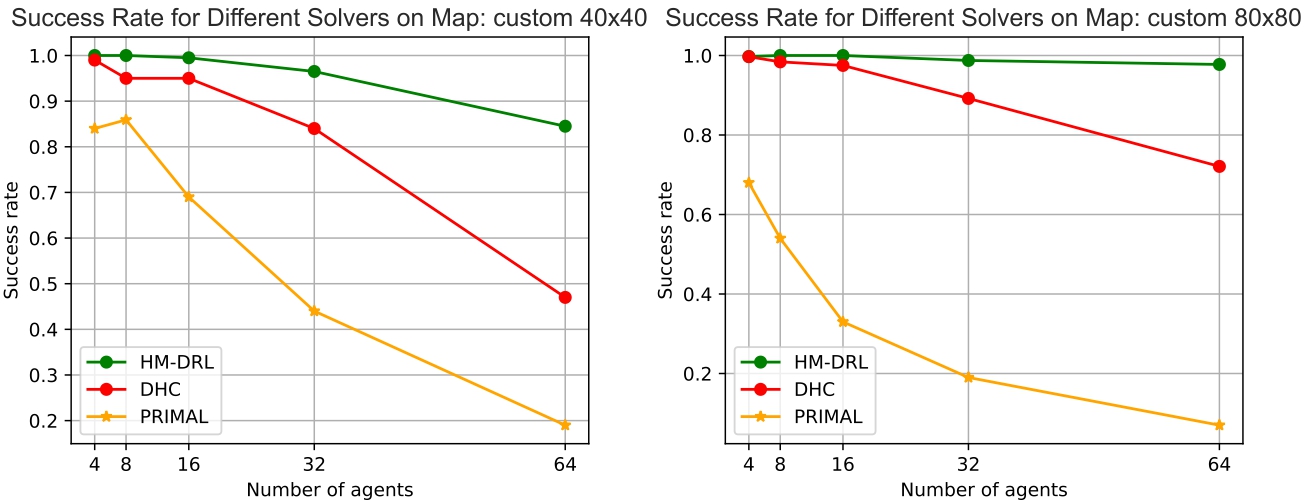 Success Rate for Different Solvers on Map: custom 40x40
Success rate
1.0
0.9
0.8
0.7
0.6
0.5
0.4
0.3
0.2
HM-DRL
DHC
PRIMAL
4 8 16 32 64
Number of agents
Success Rate for Different Solvers on Map: custom 80x80
Success rate
1.0
0.8
0.6
0.4
0.2
HM-DRL
DHC
PRIMAL
4 8 16 32 64
Number of agents